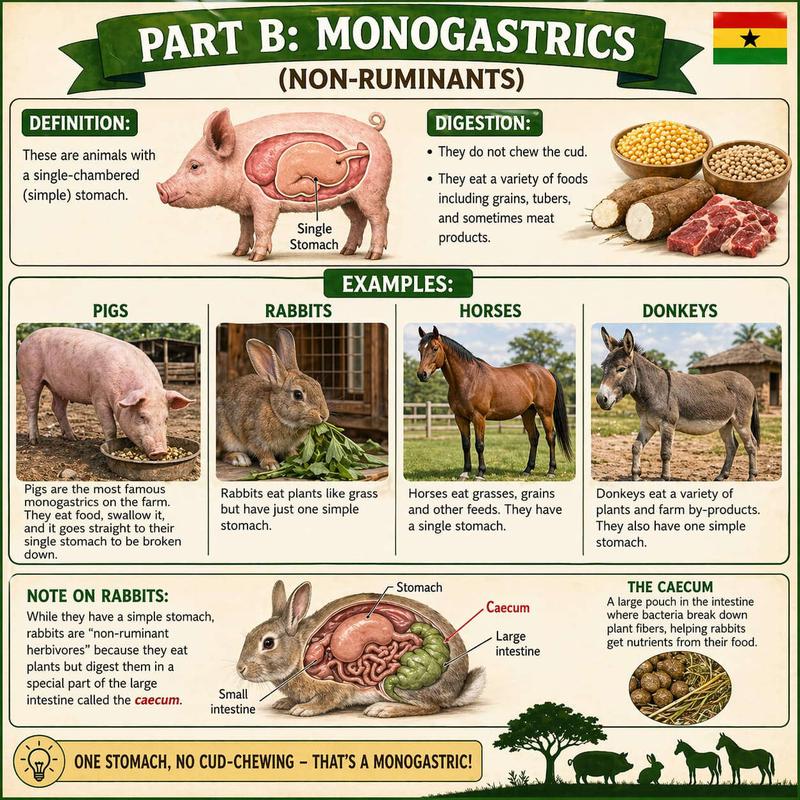 PART B: MONOGASTRICS
(NON-RUMINANTS)
DEFINITION:
These are animals with
a single-chambered
(simple) stomach.
Single
Stomach
DIGESTION:
• They do not chew the cud.
• They eat a variety of foods
including grains, tubers,
and sometimes meat
products.
EXAMPLES:
PIGS
Pigs are the most famous
monogastrics on the farm.
They eat food, swallow it,
and it goes straight to their
single stomach to be broken
down.
RABBITS
Rabbits eat plants like grass
but have just one simple
stomach.
HORSES
Horses eat grasses, grains
and other feeds. They have
a single stomach.
DONKEYS
Donkeys eat a variety of
plants and farm by-products.
They also have one simple
stomach.
NOTE ON RABBITS:
While they have a simple stomach,
rabbits are “non-ruminant
herbivores” because they eat
plants but digest them in a
special part of the large
intestine called the caecum.
Stomach
Caecum
Large
intestine
Small
intestine
THE CAECUM
A large pouch in the intestine
where bacteria break down
plant fibers, helping rabbits
get nutrients from their food.
ONE STOMACH, NO CUD-CHEWING – THAT'S A MONOGASTRIC!